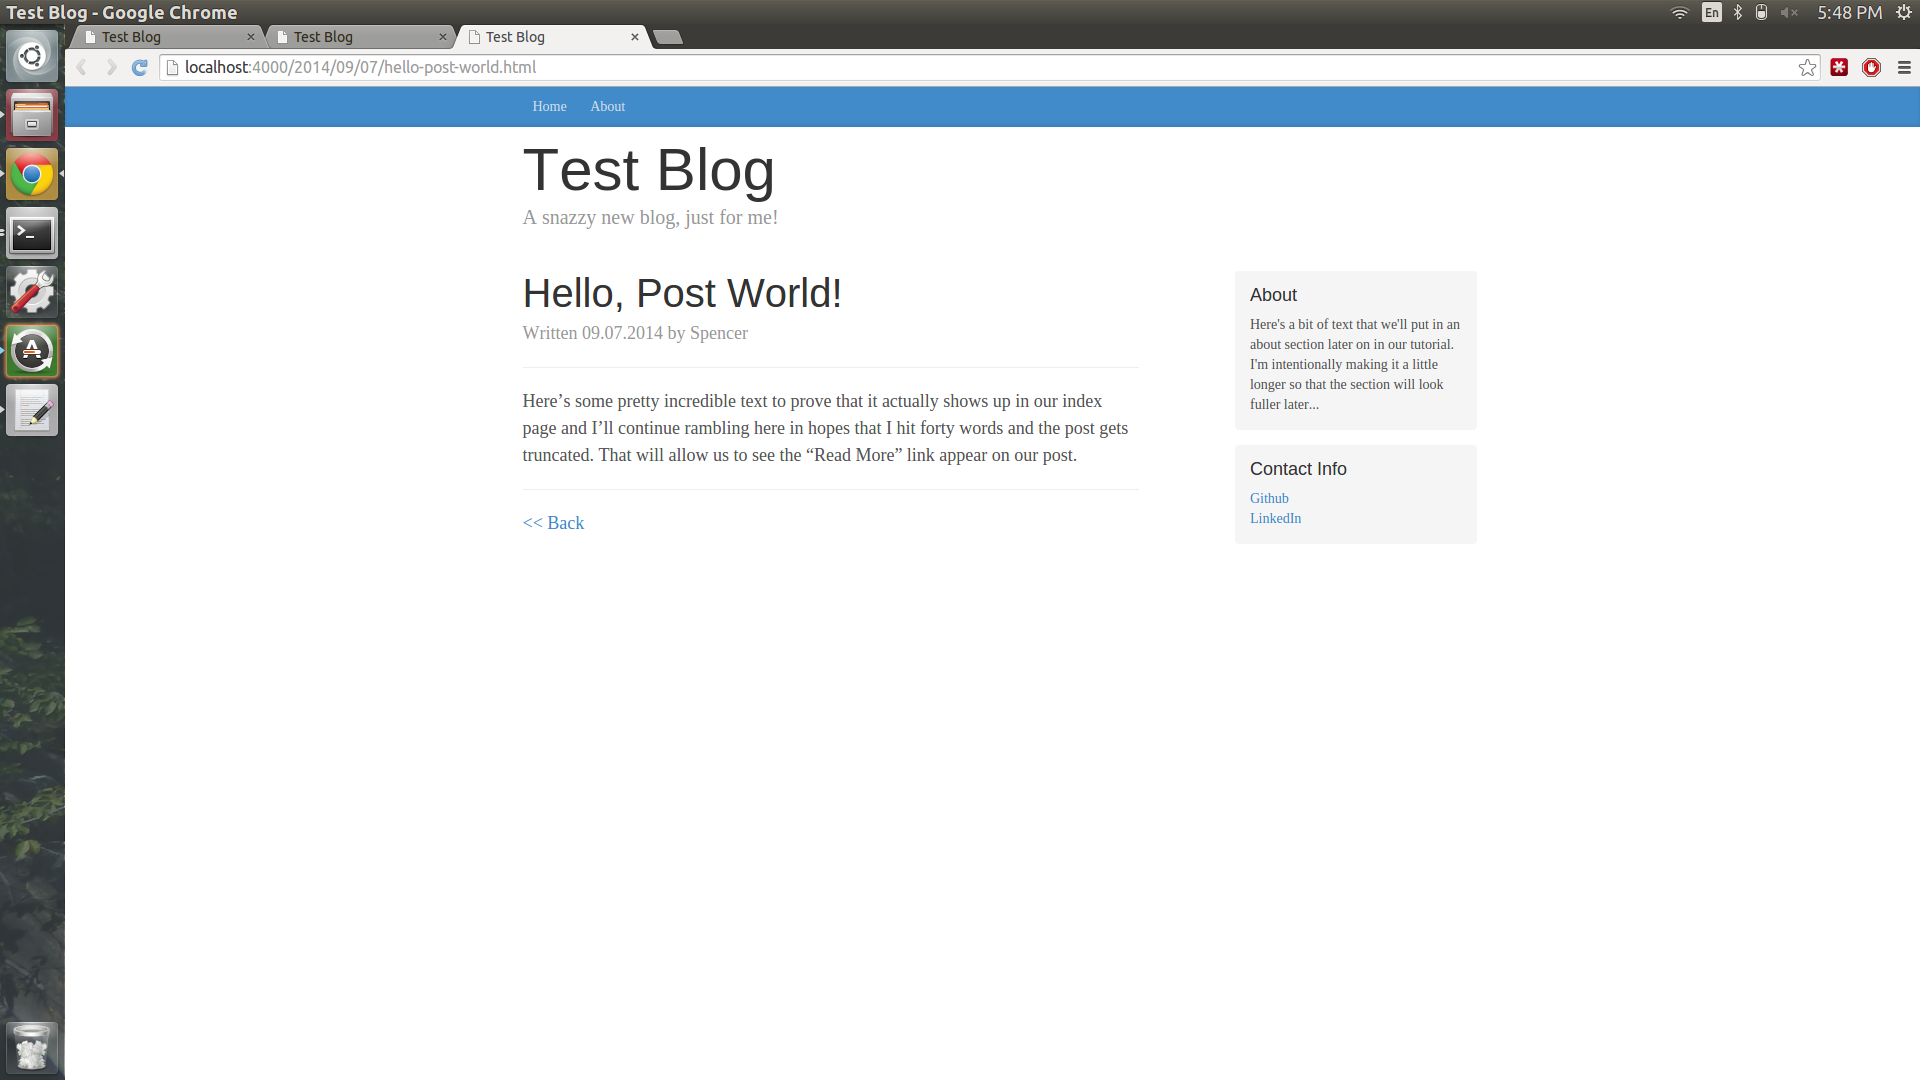 Test Blog - Google Chrome
En
5:48 PM
Test Blog
Test Blog
Test Blog
localhost:4000/2014/09/07/hello-post-world.html
Home
About
Test Blog
A snazzy new blog, just for me!
Hello, Post World!
Written 09.07.2014 by Spencer
Here’s some pretty incredible text to prove that it actually shows up in our index
page and I’ll continue rambling here in hopes that I hit forty words and the post gets
truncated. That will allow us to see the “Read More” link appear on our post.
<< Back
About
Here's a bit of text that we'll put in an
about section later on in our tutorial.
I'm intentionally making it a little
longer so that the section will look
fuller later...
Contact Info
Github
LinkedIn